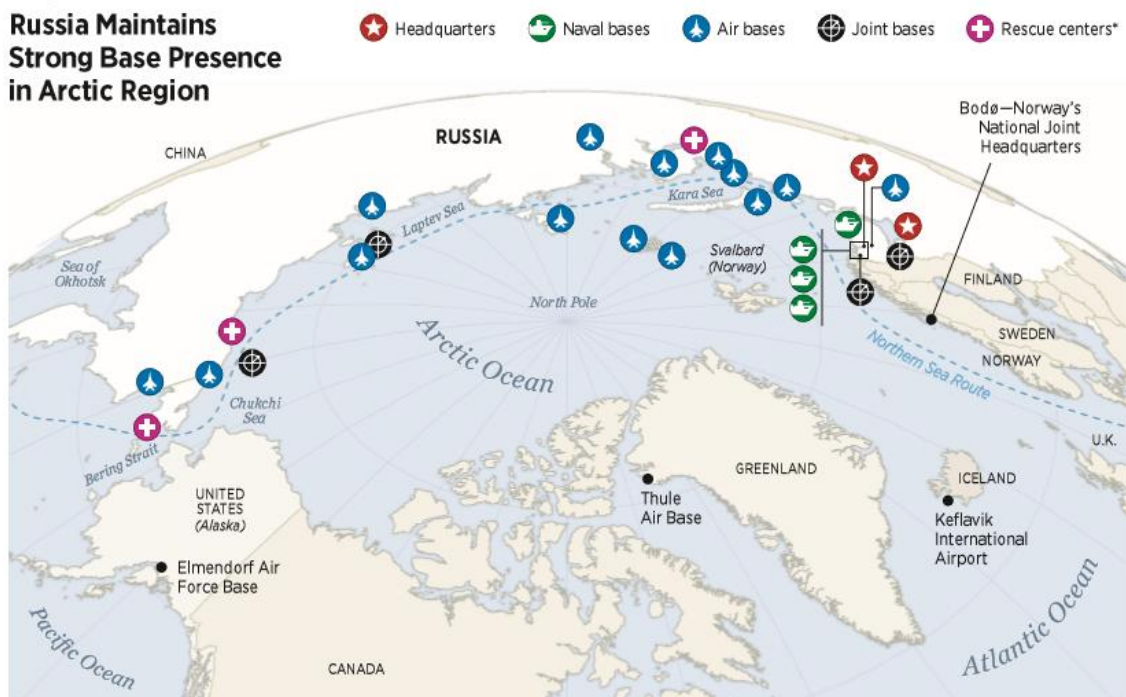 Russia Maintains
Strong Base Presence
in Arctic Region
Headquarters
Naval bases
Air bases
Joint bases
Rescue centers*
Bodø—Norway's
National Joint
Headquarters
RUSSIA
CHINA
Kara Sea
Laptev Sea
Sea of
Okhotsk
Svalbard
(Norway)
FINLAND
North Pole
SWEDEN
NORWAY
Arctic Ocean
Northern Sea Route
Chukchi
Sea
Bering Strait
U.K.
GREENLAND
ICELAND
UNITED
STATES
(Alaska)
Thule
Air Base
Keflavik
International
Airport
Elmendorf Air
Force Base
Pacific Ocean
Atlantic Ocean
CANADA